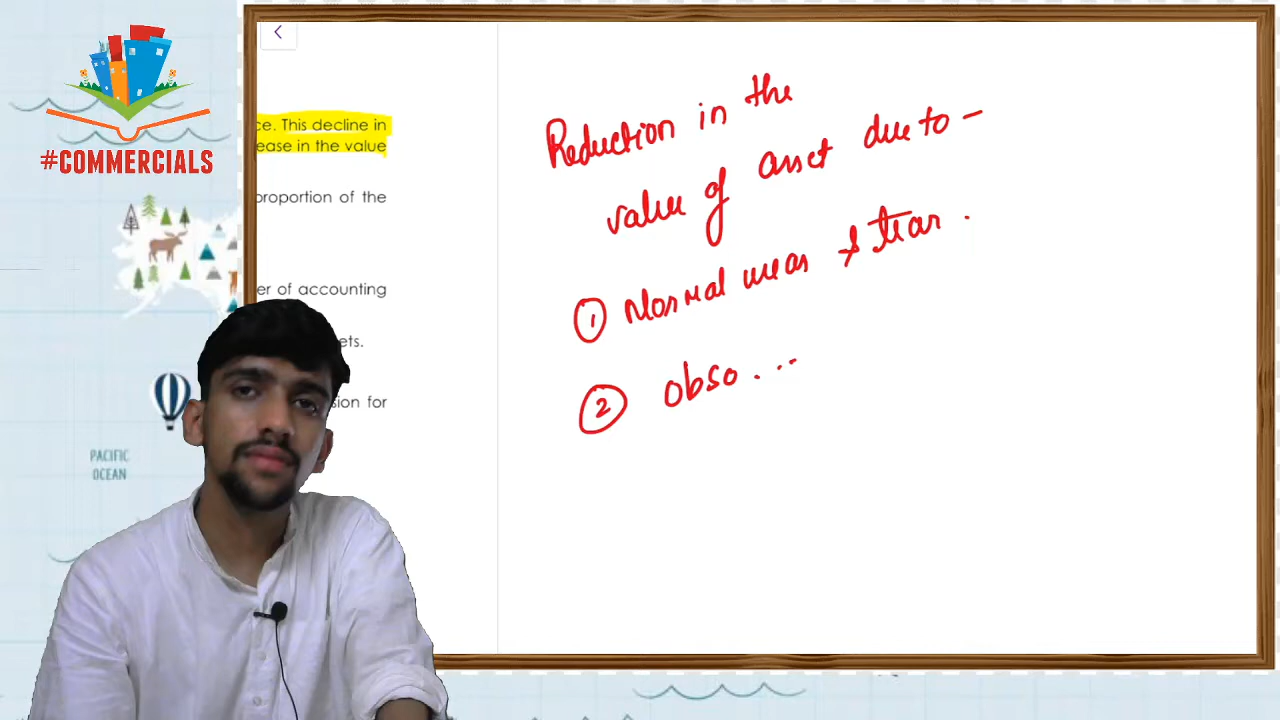 #COMMERCIALS
ce. This decline in
ease in the value
proportion of the
er of accounting
ets.
sion for
PACIFIC
OCEAN
Reduction in the
value of asset due to -
① Normal wear & tear.
② obso...